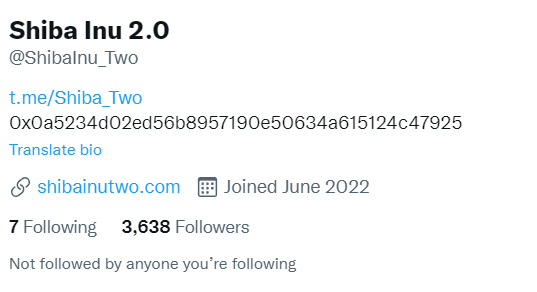 Shiba Inu 2.0
@ShibaInu_Two
t.me/Shiba_Two
0x0a5234d02ed56b8957190e50634a615124c47925
Translate bio
shibainutwo.com Joined June 2022
7 Following 3,638 Followers
Not followed by anyone you’re following